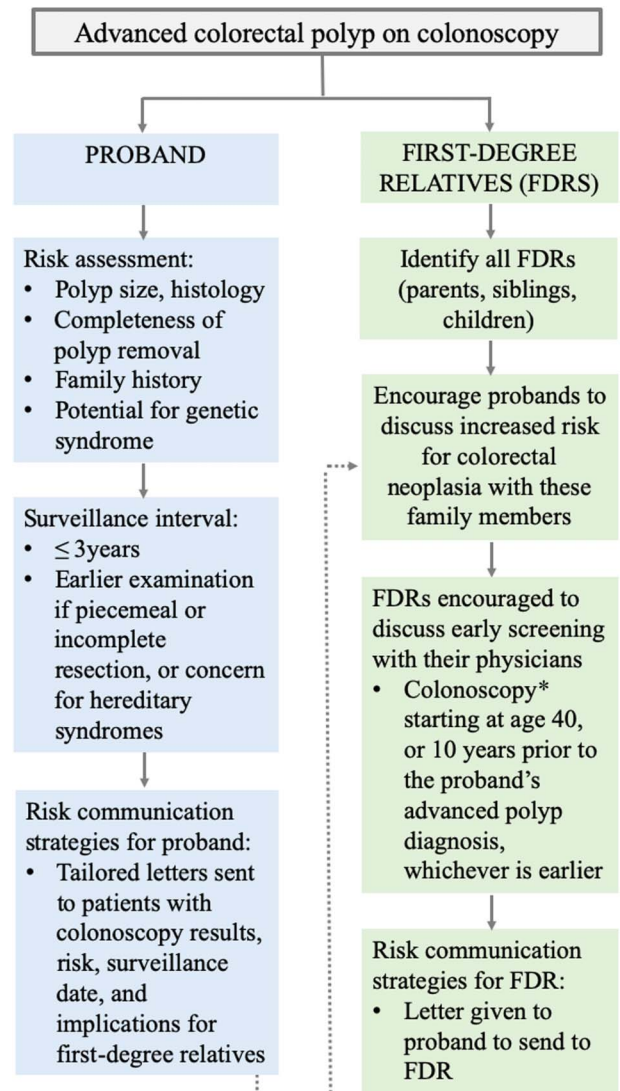 Advanced colorectal polyp on colonoscopy
PROBAND
Risk assessment:
• Polyp size, histology
• Completeness of
polyp removal
• Family history
• Potential for genetic
syndrome
Surveillance interval:
• ≤ 3years
• Earlier examination
if piecemeal or
incomplete
resection, or concern
for hereditary
syndromes
Risk communication
strategies for proband:
• Tailored letters sent
to patients with
colonoscopy results,
risk, surveillance
date, and
implications for
first-degree relatives
FIRST-DEGREE
RELATIVES (FDRS)
Identify all FDRs
(parents, siblings,
children)
Encourage probands to
discuss increased risk
for colorectal
neoplasia with these
family members
FDRs encouraged to
discuss early screening
with their physicians
• Colonoscopy*
starting at age 40,
or 10 years prior to
the proband’s
advanced polyp
diagnosis,
whichever is earlier
Risk communication
strategies for FDR:
• Letter given to
proband to send to
FDR